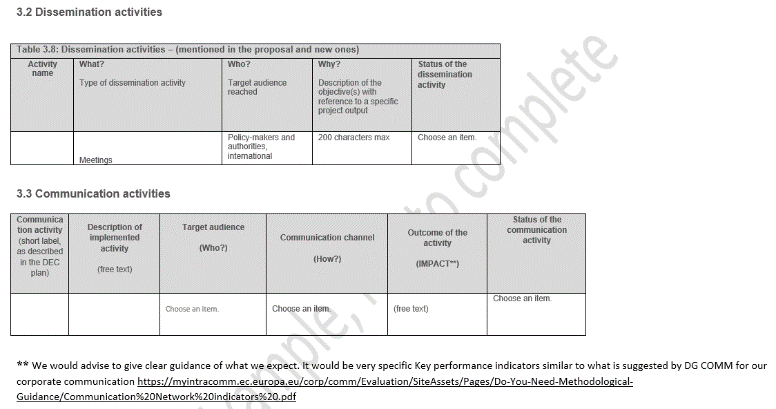 3.2 Dissemination activities
Table 3.8: Dissemination activities – (mentioned in the proposal and new ones)
Activity
name
What?
Type of dissemination activity
Who?
Target audience
reached
Why?
Description of the
objective(s) with
reference to a specific
project output
Status of the
dissemination
activity
Meetings
Policy-makers and
authorities,
international
200 characters max
Choose an item.
3.3 Communication activities
Communica
tion activity
(short label,
as described
in the DEC
plan)
Description of
implemented
activity
(free text)
Target audience
(Who?)
Communication channel
(How?)
Outcome of the
activity
(IMPACT**)
Status of the
communication
activity
Choose an item.
Choose an item.
(free text)
Choose an item.
** We would advise to give clear guidance of what we expect. It would be very specific Key performance indicators similar to what is suggested by DG COMM for our
corporate communication https://myintracomm.ec.europa.eu/corp/comm/Evaluation/SiteAssets/Pages/Do-You-Need-Methodological-
Guidance/Communication%20Network%20indicators%20.pdf
to complete